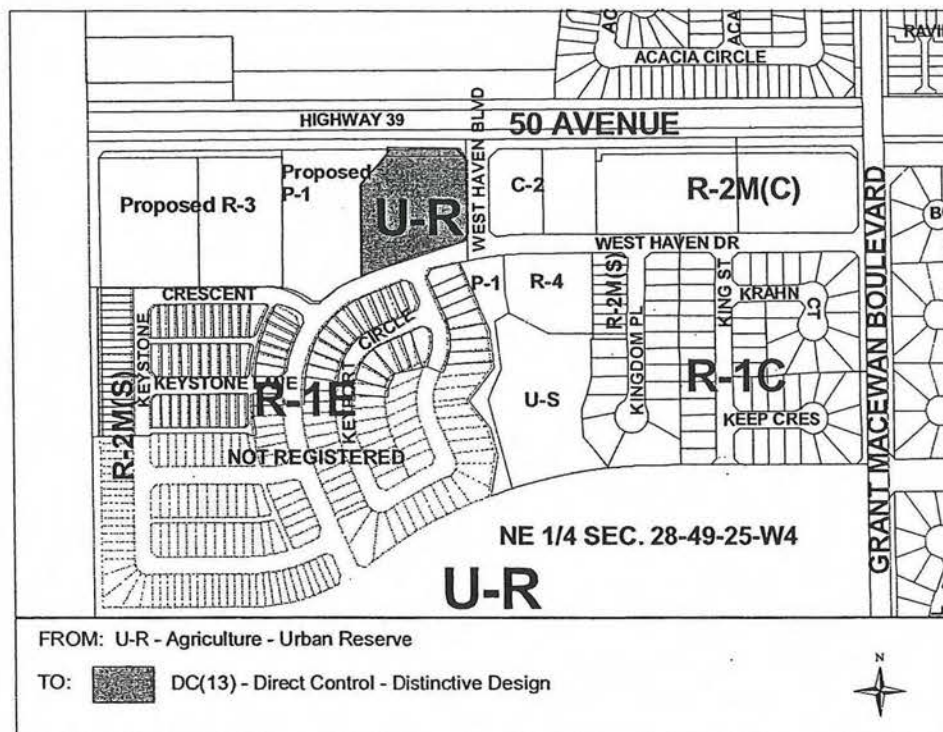 ACACIA CIRCLE
HIGHWAY 39
50 AVENUE
WEST HAVEN BLVD
Proposed R-3
Proposed
P-1
U-R
C-2
R-2M(C)
WEST HAVEN DR
GRANT MACEWAN BOULEVARD
CRESCENT
KEYSTONE
KEYSTONE
R-2M(S)
R-1E
CIRCLE
NOT REGISTERED
P-1
R-4
R-2M(S)
KINGDOM PL
KING ST
KRAHN
CT
R-1C
U-S
KEEP CRES
NE 1/4 SEC. 28-49-25-W4
U-R
FROM: U-R - Agriculture - Urban Reserve
TO: DC(13) - Direct Control - Distinctive Design
N